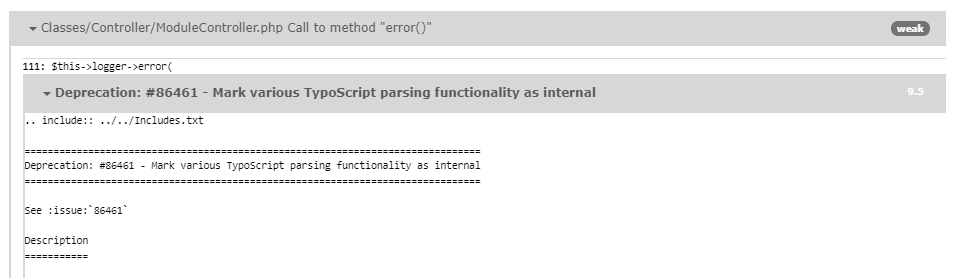 Classes/Controller/ModuleController.php Call to method "error()" weak
111: $this->logger->error(
Deprecation: #86461 - Mark various TypoScript parsing functionality as internal 9.5
.. include:: ../../Includes.txt
===============================================================================
Deprecation: #86461 - Mark various TypoScript parsing functionality as internal
===============================================================================
See :issue:`86461`
Description
===========